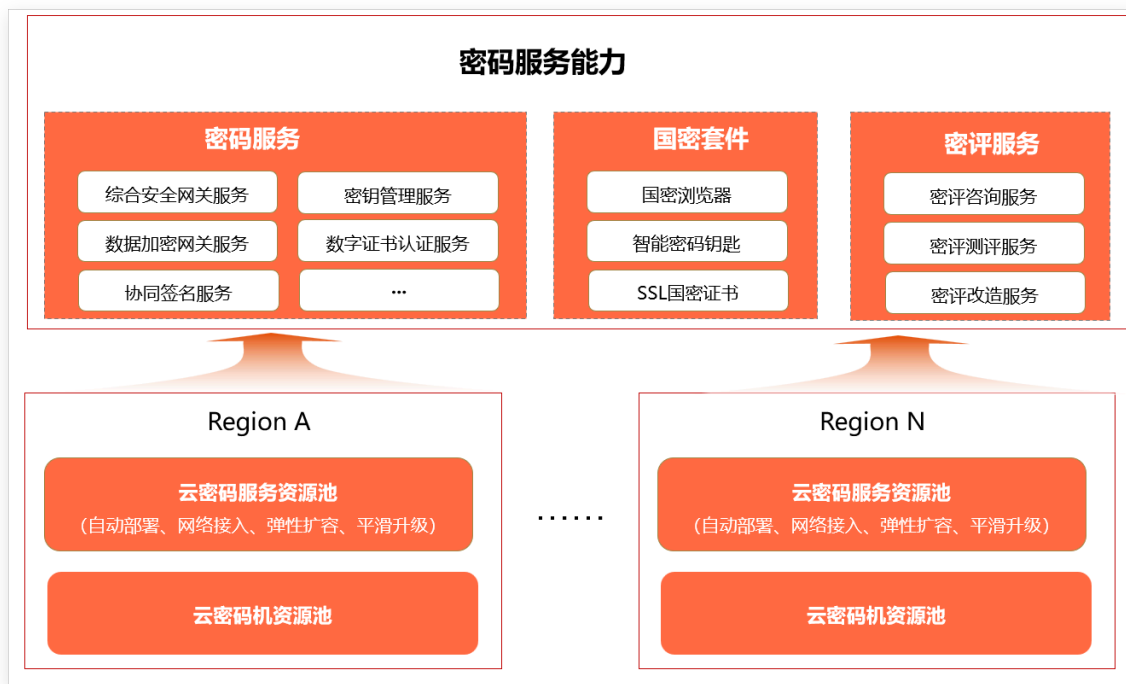 密码服务能力
密码服务
综合安全网关服务
密钥管理服务
数据加密网关服务
数字证书认证服务
协同签名服务
...
国密套件
国密浏览器
智能密码钥匙
SSL国密证书
密评服务
密评咨询服务
密评测评服务
密评改造服务
Region A
云密码服务资源池
（自动部署、网络接入、弹性扩容、平滑升级）
云密码机资源池
......
Region N
云密码服务资源池
（自动部署、网络接入、弹性扩容、平滑升级）
云密码机资源池